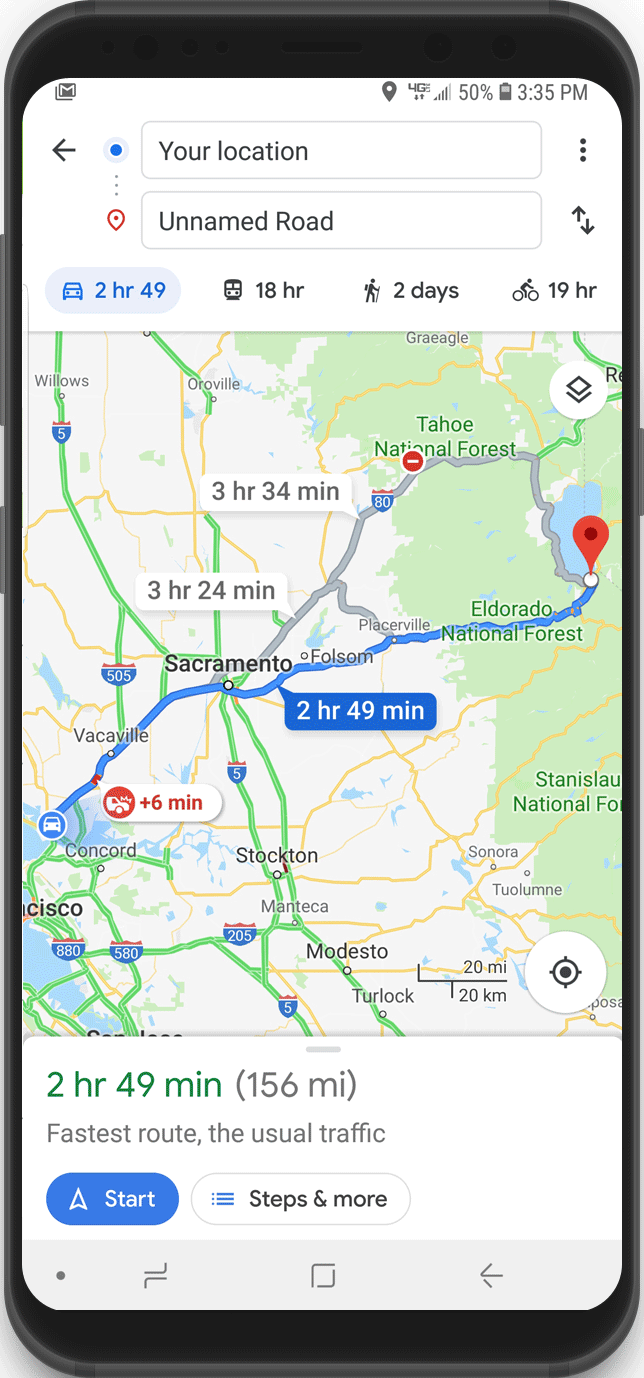 4GE 50% 3:35 PM
Your location
Unnamed Road
2 hr 49 18 hr 2 days 19 hr
Graeagle
Willows
Oroville
Re
5
Tahoe
National Forest
3 hr 34 min
80
3 hr 24 min
Placerville
Eldorado
National Forest
Sacramento
Folsom
505
2 hr 49 min
Vacaville
5
Stanislau
National For
+6 min
Concord
Stockton
Sonora
Tuolumne
ncisco
Manteca
205
880
580
Modesto
20 mi
20 km
Turlock
5
iposa
2 hr 49 min (156 mi)
Fastest route, the usual traffic
Start
Steps & more